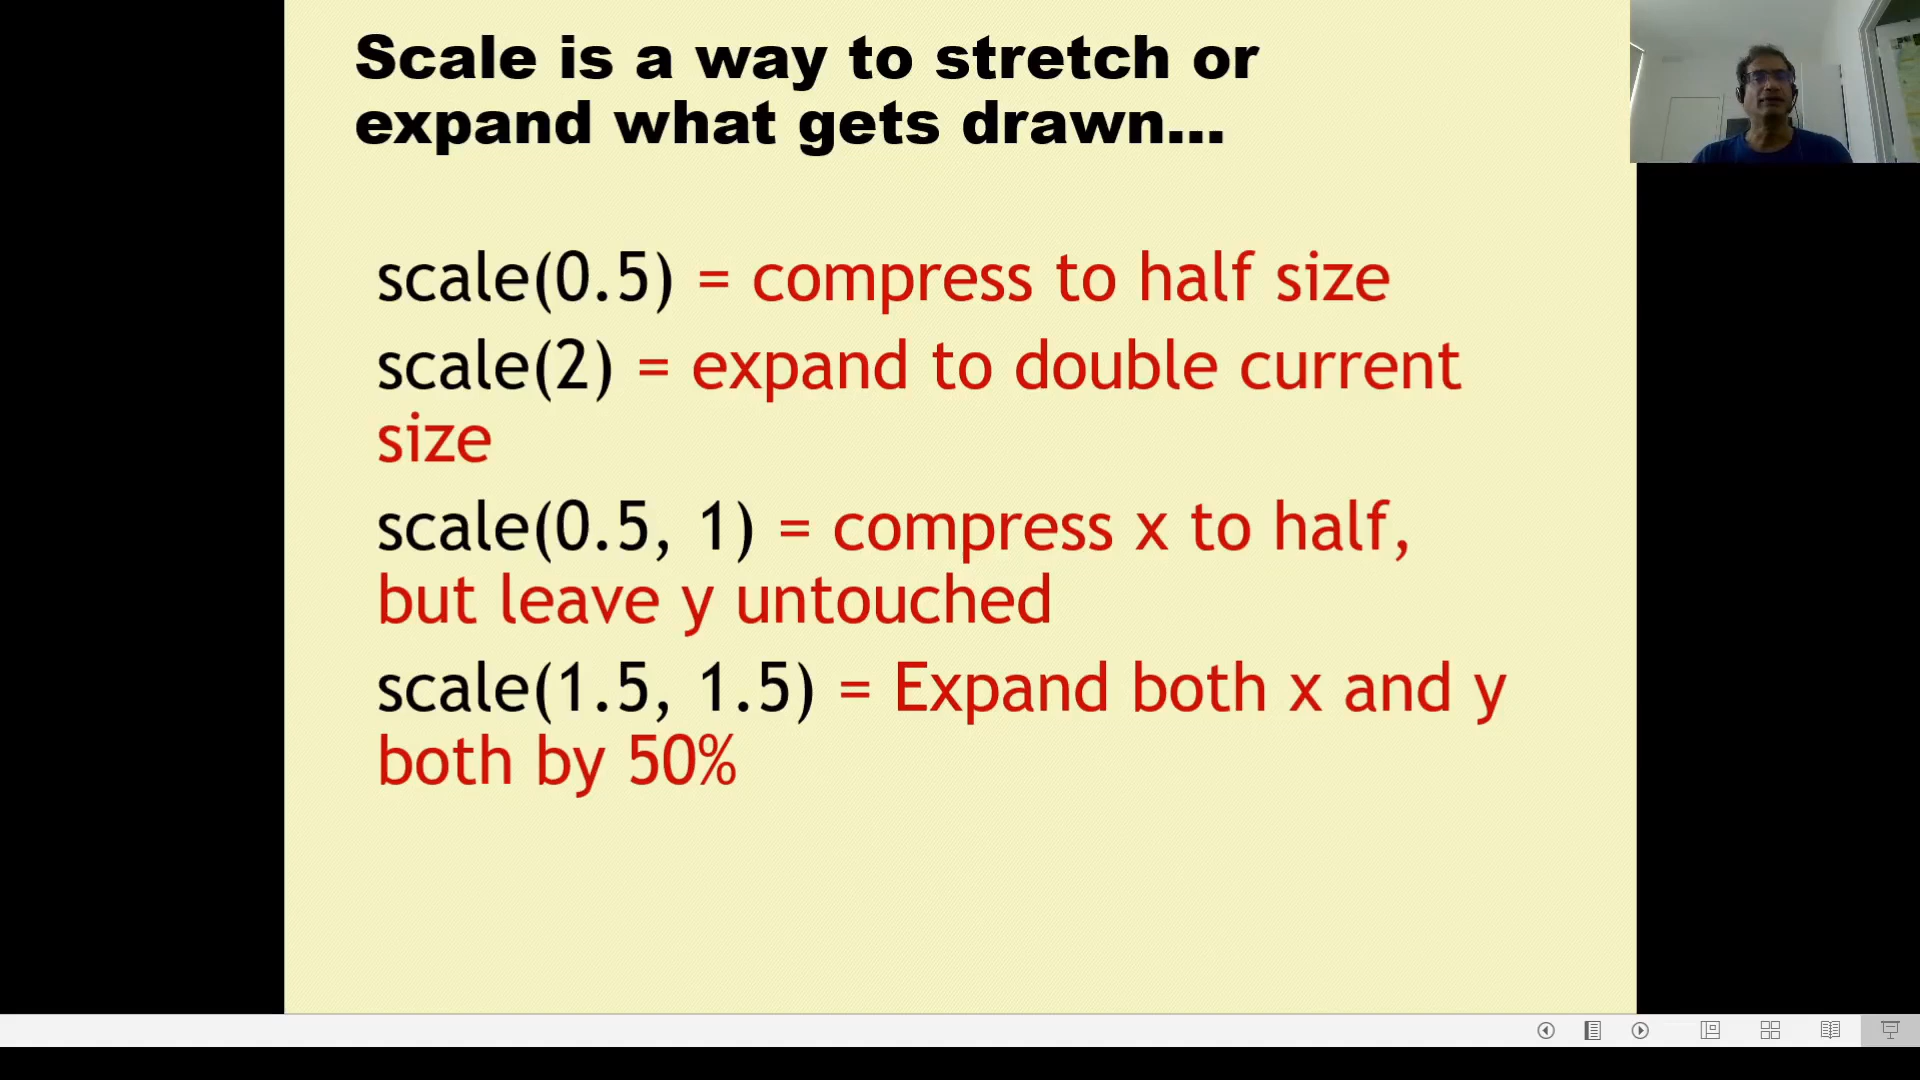 Scale is a way to stretch or
expand what gets drawn...
scale(0.5) = compress to half size
scale(2) = expand to double current
size
scale(0.5, 1) = compress x to half,
but leave y untouched
scale(1.5, 1.5) = Expand both x and y
both by 50%